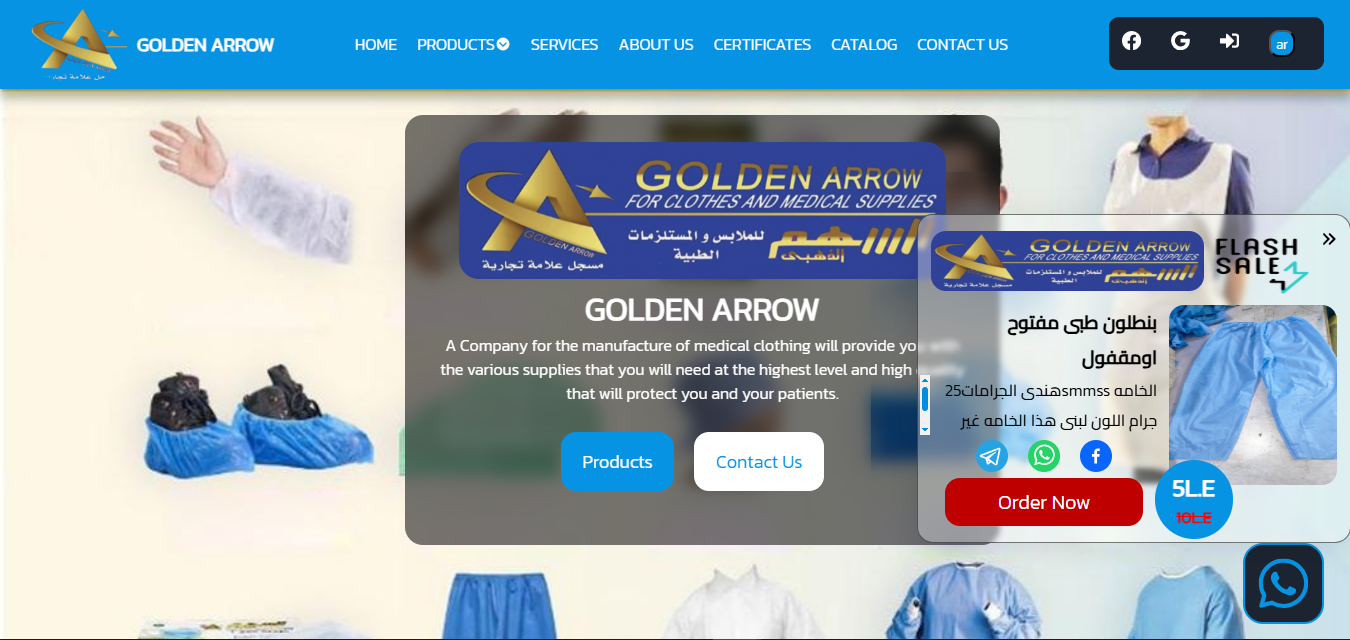 GOLDEN ARROW
HOME PRODUCTS SERVICES ABOUT US CERTIFICATES CATALOG CONTACT US
ar
GOLDEN ARROW
FOR CLOTHES AND MEDICAL SUPPLIES
للملابس و المستلزمات
الطبية
السهم الذهبى
GOLDEN ARROW
مسجل علامة تجارية
GOLDEN ARROW
A Company for the manufacture of medical clothing will provide you with
the various supplies that you will need at the highest level and high quality
that will protect you and your patients.
Products
Contact Us
GOLDEN ARROW
FOR CLOTHES AND MEDICAL SUPPLIES
للملابس و المستلزمات
الطبية
السهم الذهبى
مسجل علامة تجارية
FLASH
SALE
بنطلون طبى مفتوح
اومقفول
الخامه smmssهندى الجرامات25
جرام اللون لبنى هذا الخامه غير
Order Now
5L.E
10L.E